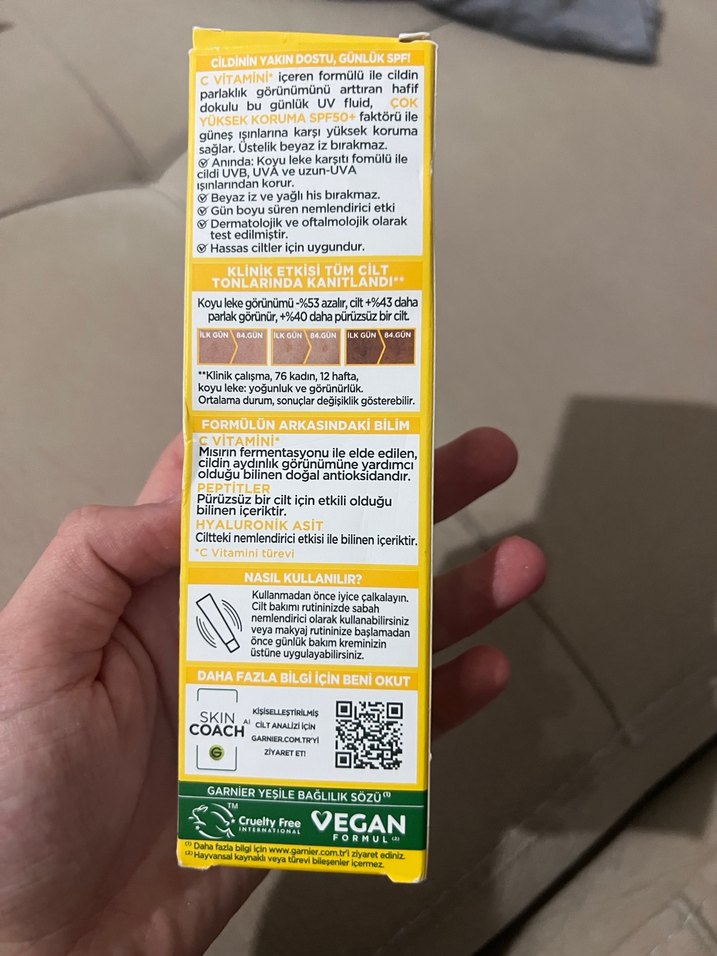 CİLDİNİN YAKIN DOSTU, GÜNLÜK SPF!
C VİTAMİNİ* içeren formülü ile cildin
parlaklık görünümünü arttıran hafif
dokulu bu günlük UV fluid, ÇOK
YÜKSEK KORUMA SPF50+ faktörü ile
güneş ışınlarına karşı yüksek koruma
sağlar. Üstelik beyaz iz bırakmaz.
Anında: Koyu leke karşıtı fomülü ile
cildi UVB, UVA ve uzun-UVA
ışınlarından korur.
Beyaz iz ve yağlı his bırakmaz.
Gün boyu süren nemlendirici etki
Dermatolojik ve oftalmolojik olarak
test edilmiştir.
Hassas ciltler için uygundur.
KLİNİK ETKİSİ TÜM CİLT
TONLARINDA KANITLANDI**
Koyu leke görünümü -%53 azalır, cilt +%43 daha
parlak görünür, +%40 daha pürüzsüz bir cilt.
İLK GÜN 84.GÜN İLK GÜN 84.GÜN İLK GÜN 84.GÜN
**Klinik çalışma, 76 kadın, 12 hafta,
koyu leke: yoğunluk ve görünürlük.
Ortalama durum, sonuçlar değişiklik gösterebilir.
FORMÜLÜN ARKASINDAKİ BİLİM
C VİTAMİNİ*
Mısırın fermentasyonu ile elde edilen,
cildin aydınlık görünümüne yardımcı
olduğu bilinen doğal antioksidandır.
PEPTİTLER
Pürüzsüz bir cilt için etkili olduğu
bilinen içeriktir.
HYALURONİK ASİT
Ciltteki nemlendirici etkisi ile bilinen içeriktir.
*C Vitamini türevi
NASIL KULLANILIR?
Kullanmadan önce iyice çalkalayın.
Cilt bakımı rutininizde sabah
nemlendirici olarak kullanabilirsiniz
veya makyaj rutininize başlamadan
önce günlük bakım kreminizin
üstüne uygulayabilirsiniz.
DAHA FAZLA BİLGİ İÇİN BENİ OKUT
SKIN
COACH AI
G
KİŞİSELLEŞTİRİLMİŞ
CİLT ANALİZİ İÇİN
GARNIER.COM.TR'Yİ
ZİYARET ET!
GARNIER YEŞİLE BAĞLILIK SÖZÜ (1)
TM
Cruelty Free
INTERNATIONAL
VEGAN
FORMUL (2)
(1) Daha fazla bilgi için www.garnier.com.tr'i ziyaret ediniz.
(2) Hayvansal kaynaklı veya türevi bileşenler içermez.